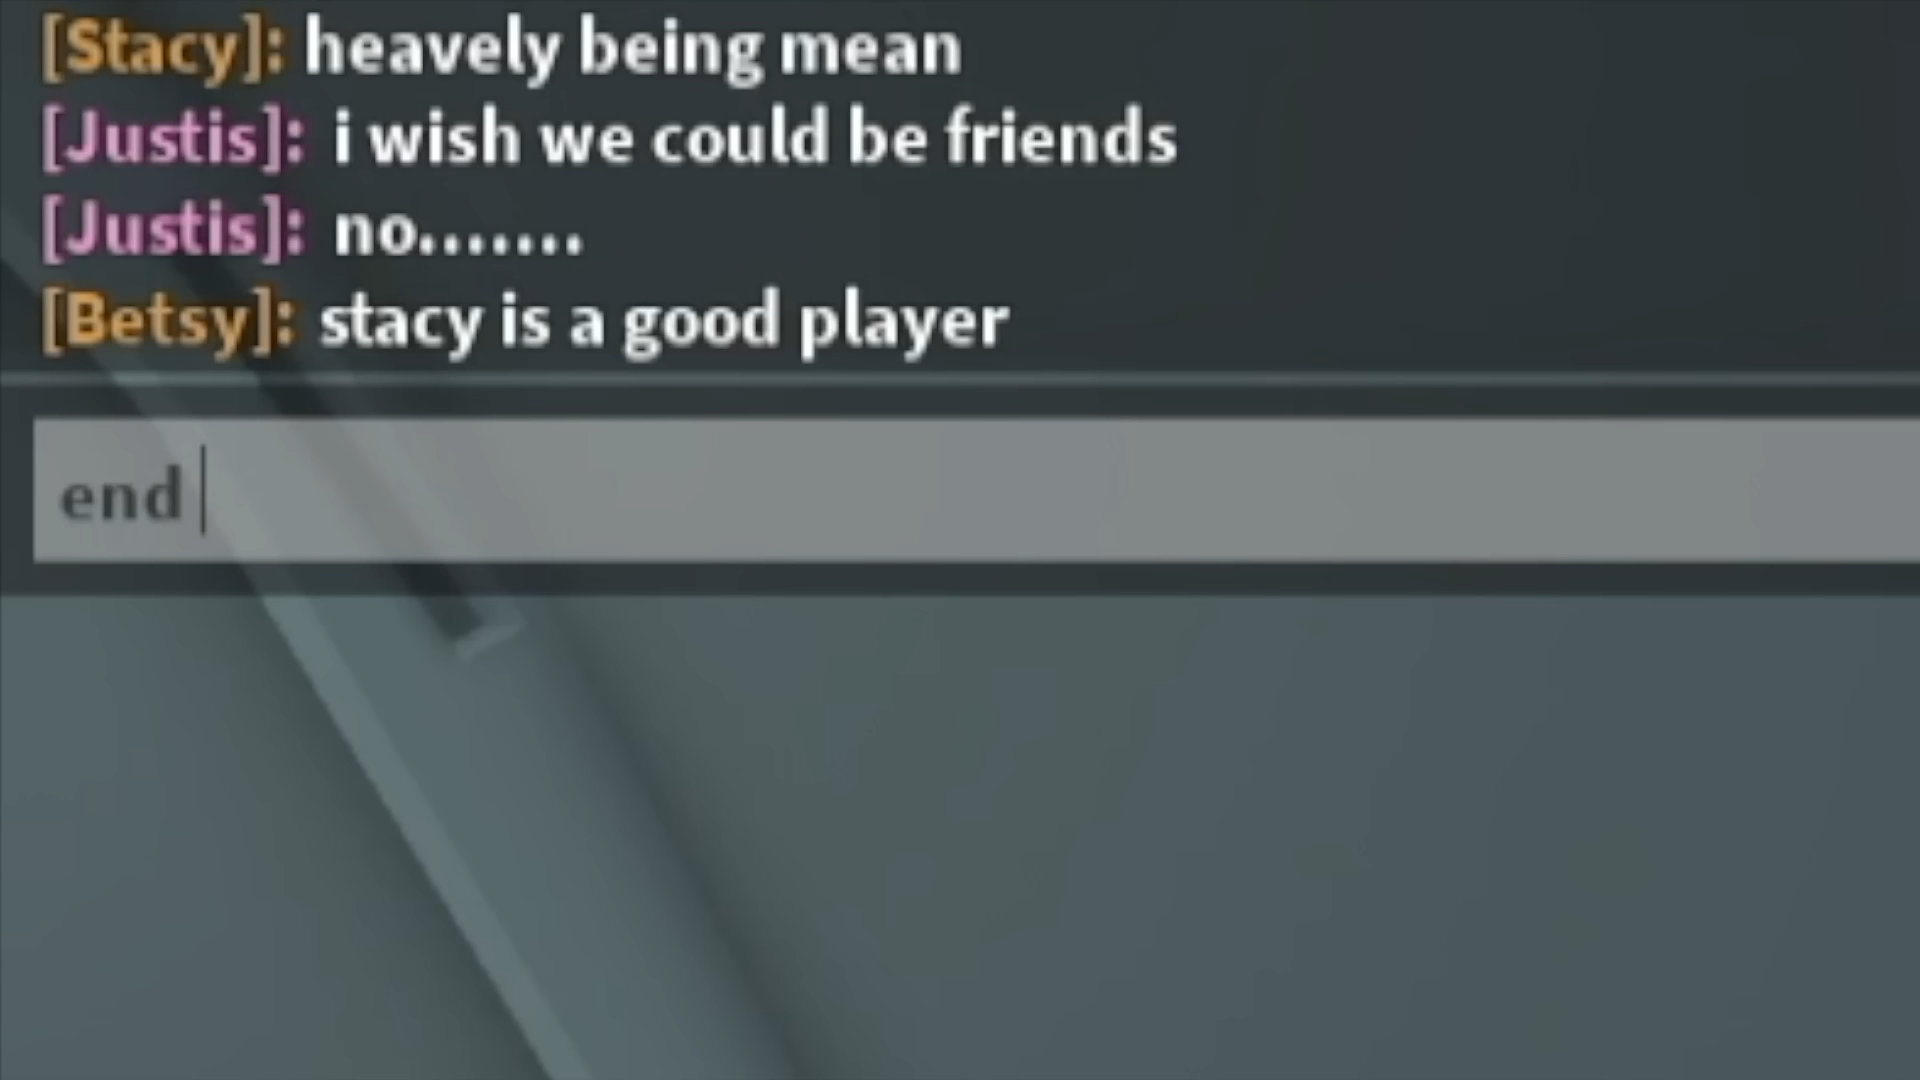 [Stacy]: heavely being mean
[Justis]: i wish we could be friends
[Justis]: no.......
[Betsy]: stacy is a good player
end